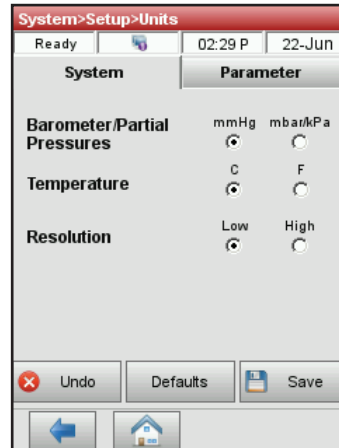 System>Setup>Units
Ready 02:29 P 22-Jun
System Parameter
Barometer/Partial mmHg mbar/kPa
Pressures
Temperature C F
Resolution Low High
Undo Defaults Save